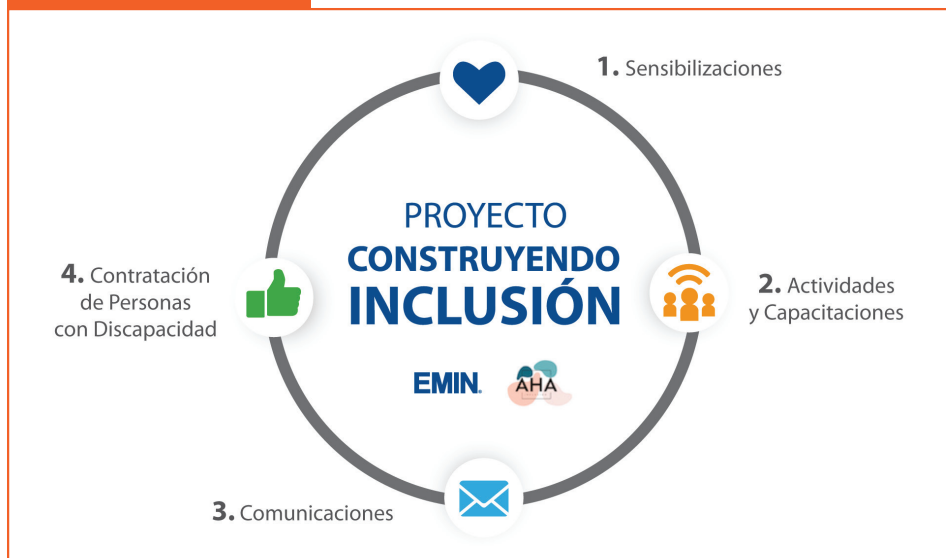 1. Sensibilizaciones
PROYECTO
CONSTRUYENDO
INCLUSIÓN
EMIN.
AHA
2. Actividades
y Capacitaciones
3. Comunicaciones
4. Contratación
de Personas
con Discapacidad